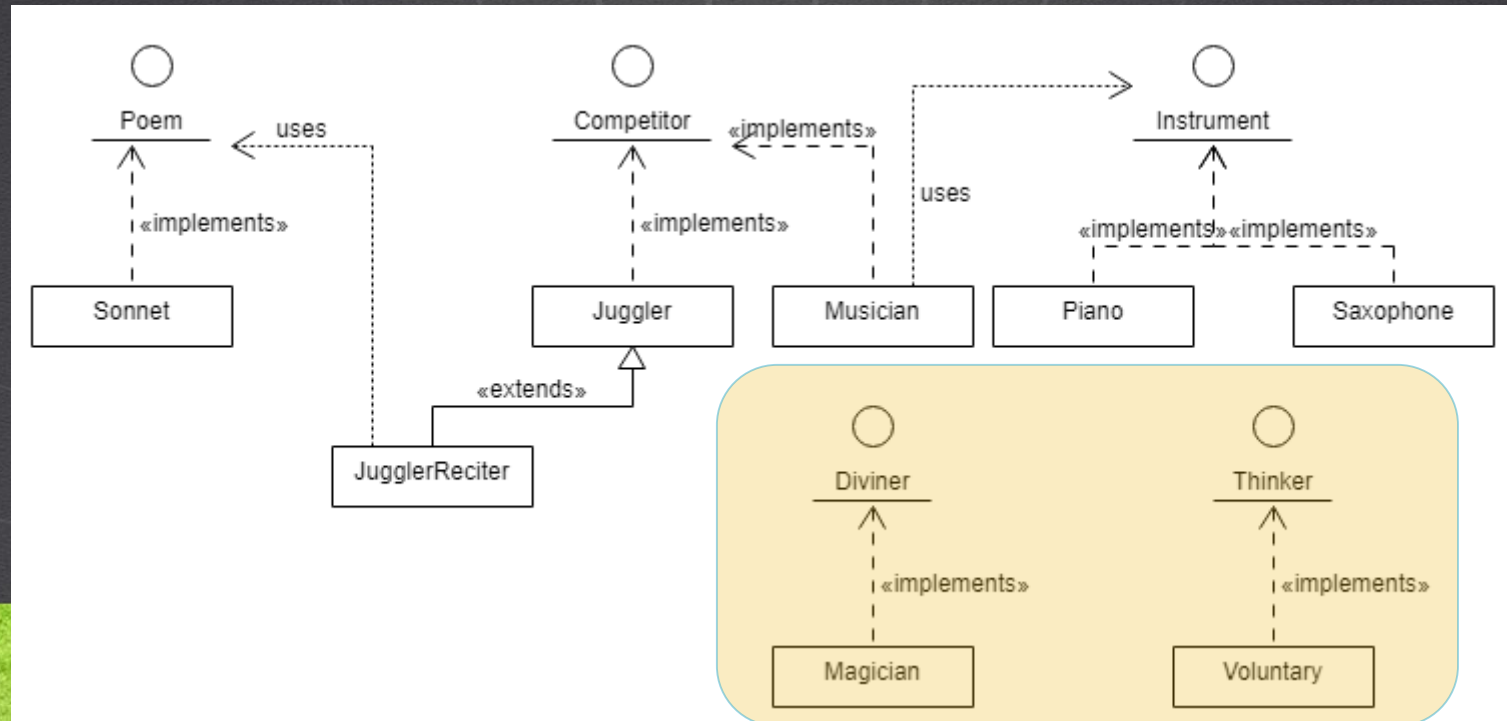 Poem
uses
Competitor
«implements»
Instrument
uses
«implements»
«implements»
«implements»
«implements»
Sonnet
Juggler
Musician
Piano
Saxophone
«extends»
JugglerReciter
Diviner
Thinker
«implements»
«implements»
Magician
Voluntary